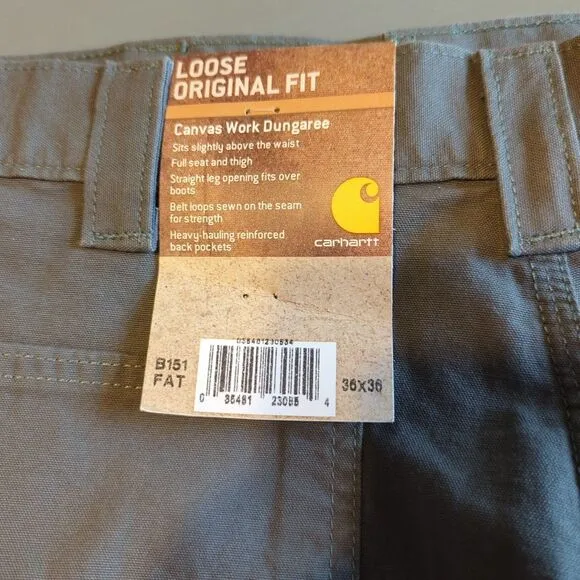 LOOSE
ORIGINAL FIT
Canvas Work Dungaree
Sits slightly above the waist
Full seat and thigh
Straight leg opening fits over
boots
Belt loops sewn on the seam
for strength
Heavy-hauling reinforced
back pockets
carhartt
B151
FAT
36x36
0 35481 4